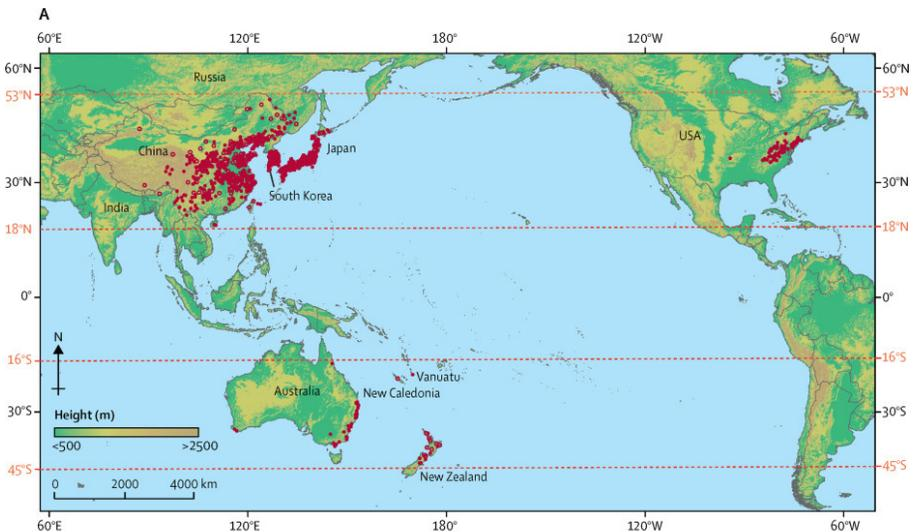 A
60°E 120°E 180° 120°W 60°W
60°N 60°N
53°N 53°N
Russia
USA
China Japan
30°N 30°N
South Korea
India
18°N 18°N
0° 0°
N
16°S 16°S
Vanuatu
Australia New Caledonia
Height (m)
30°S 30°S
<500 >2500
45°S 45°S
New Zealand
0 2000 4000 km
60°E 120°E 180° 120°W 60°W